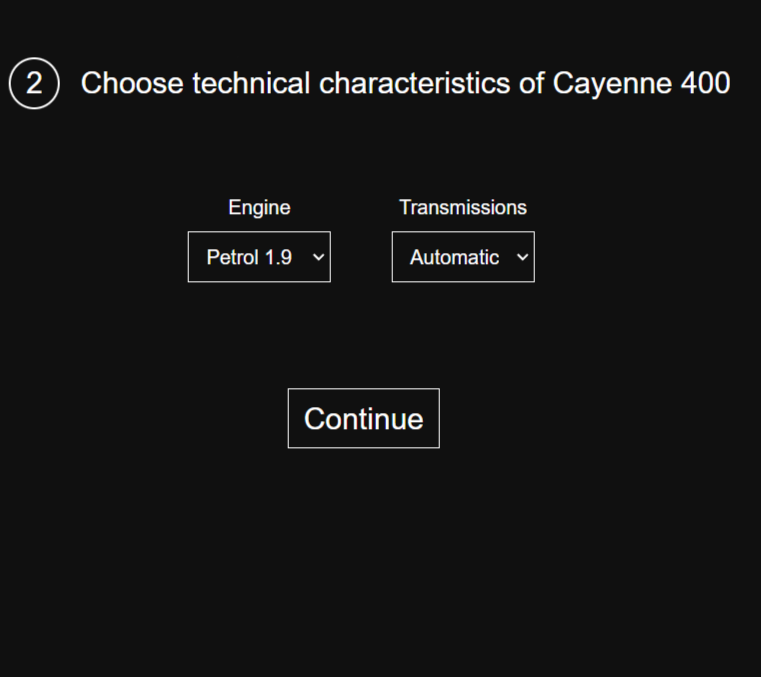 2 Choose technical characteristics of Cayenne 400
Engine Transmissions
Petrol 1.9 Automatic
Continue